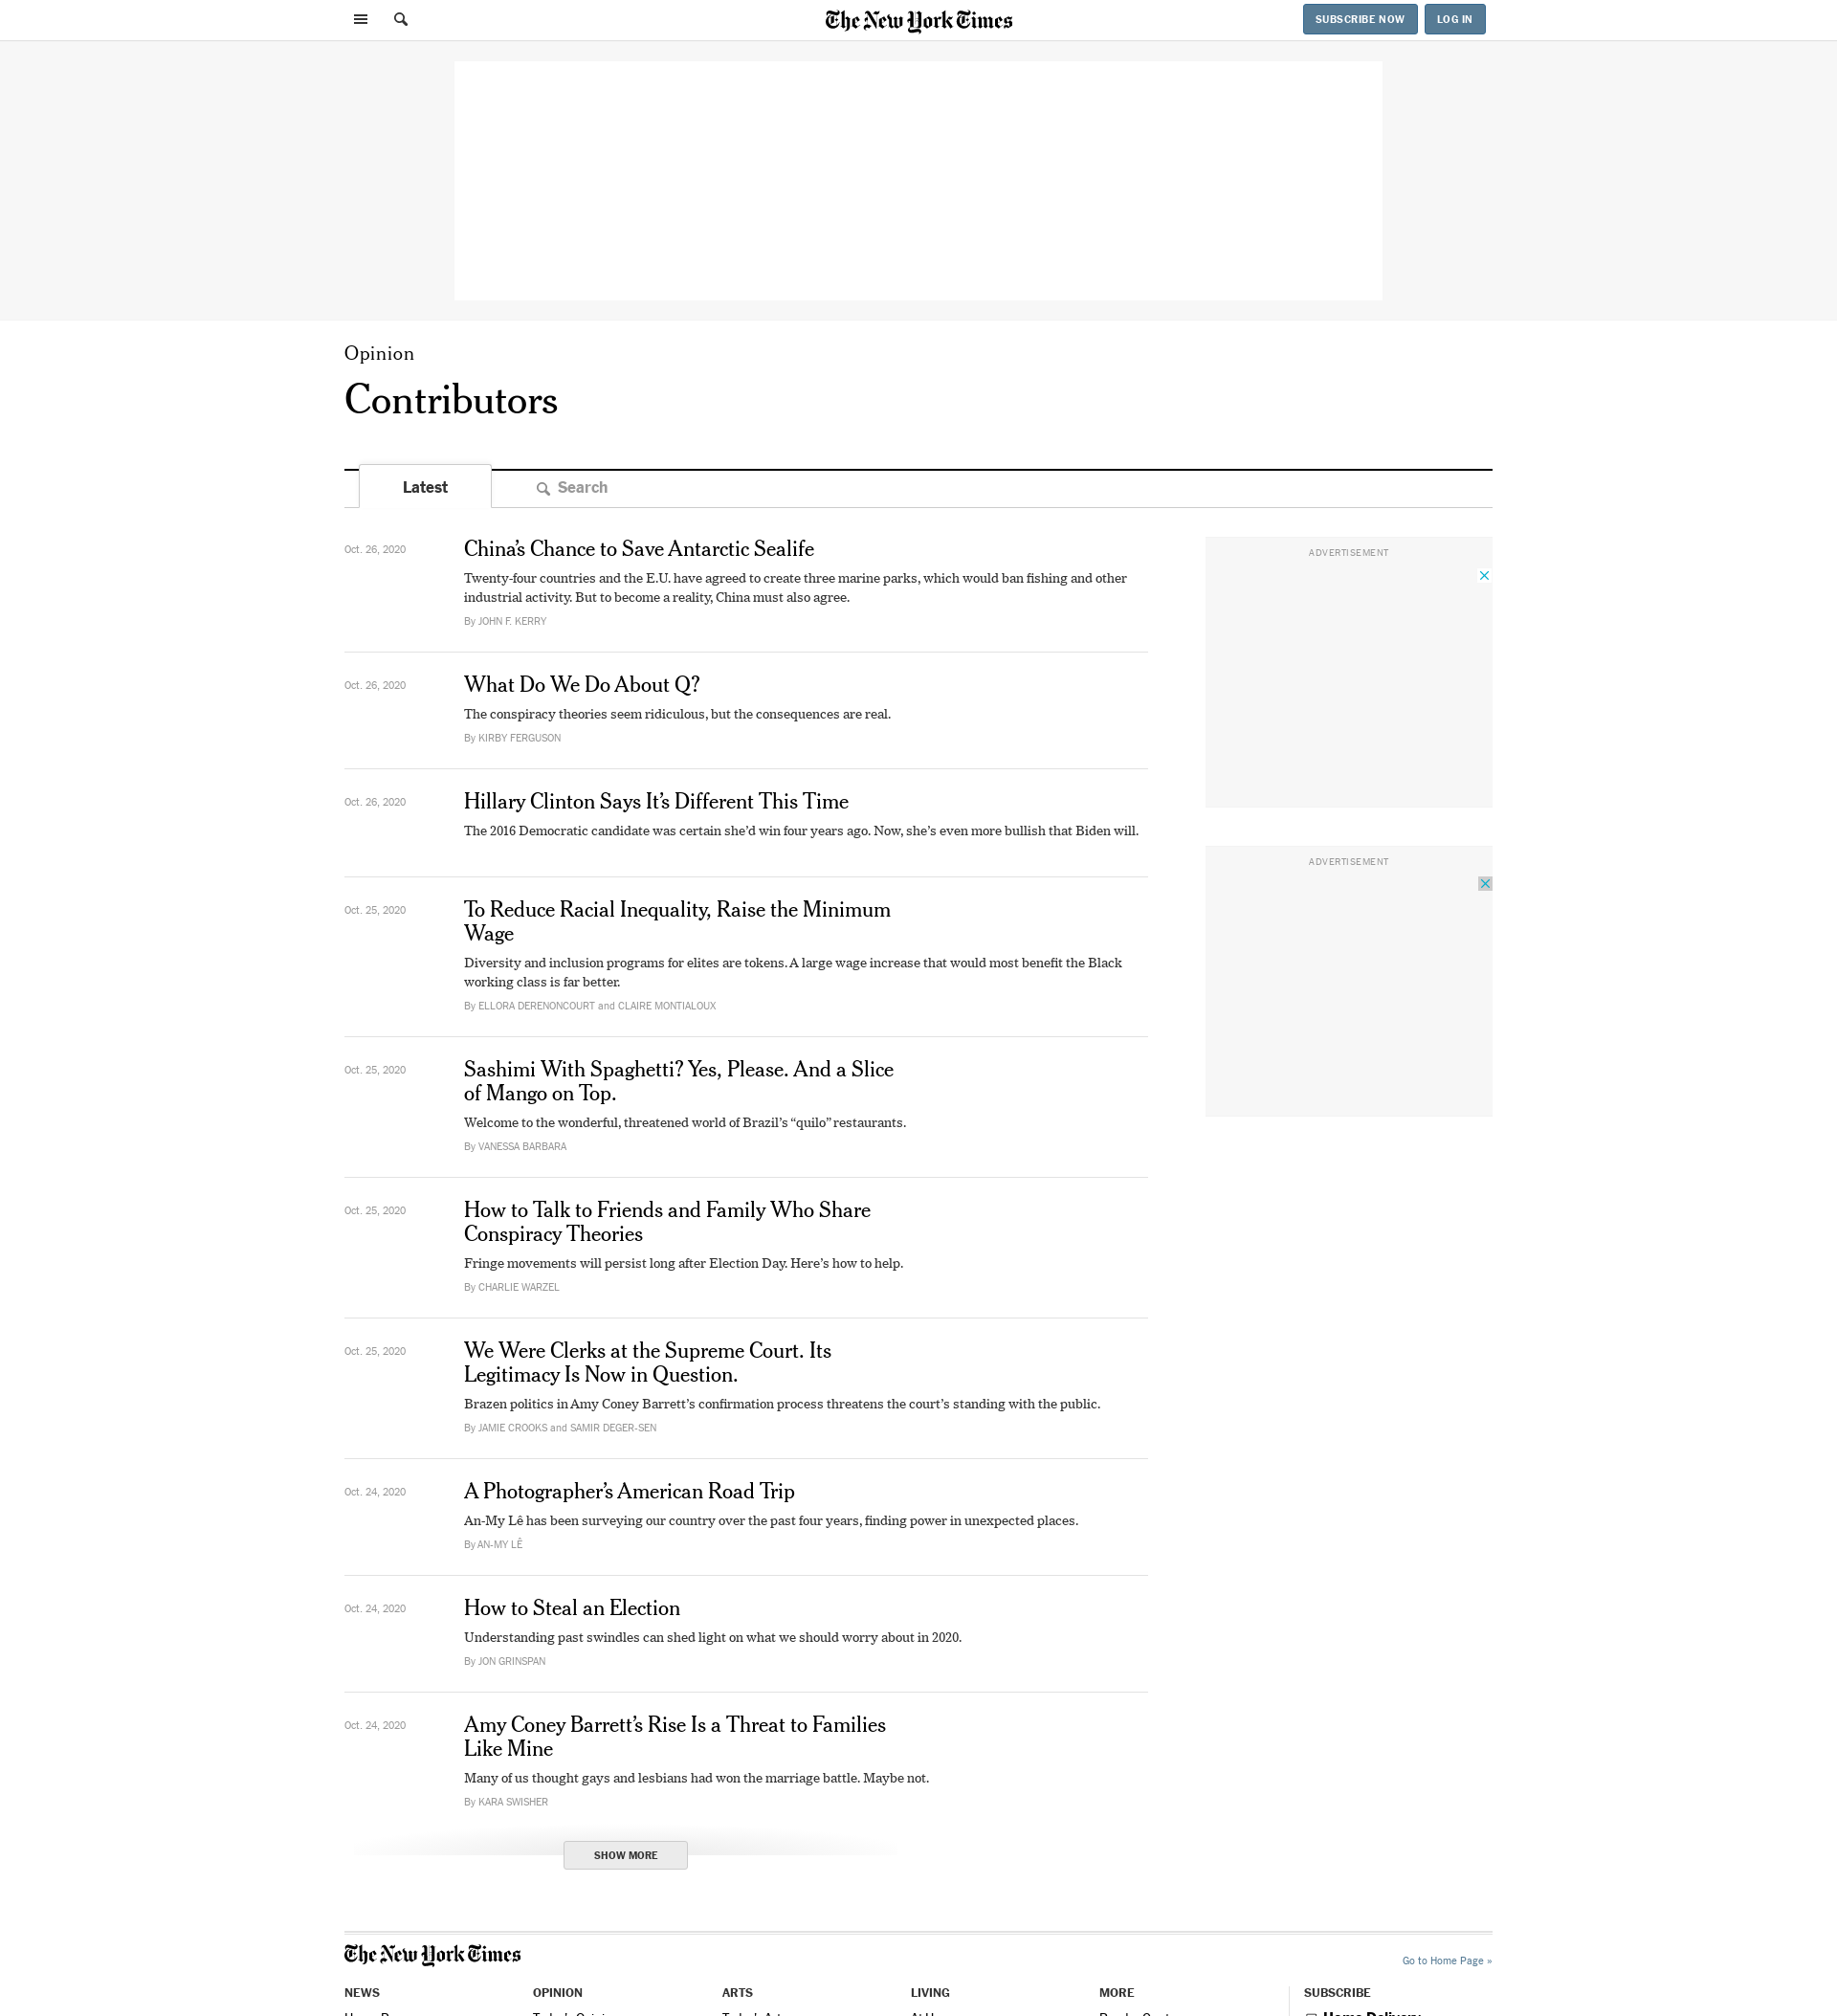 The New York Times
SUBSCRIBE NOW
LOG IN
Opinion
Contributors
Latest
Search
Oct. 26, 2020
China’s Chance to Save Antarctic Sealife
Twenty-four countries and the E.U. have agreed to create three marine parks, which would ban fishing and other
industrial activity. But to become a reality, China must also agree.
By JOHN F. KERRY
Oct. 26, 2020
What Do We Do About Q?
The conspiracy theories seem ridiculous, but the consequences are real.
By KIRBY FERGUSON
Oct. 26, 2020
Hillary Clinton Says It’s Different This Time
The 2016 Democratic candidate was certain she’d win four years ago. Now, she’s even more bullish that Biden will.
Oct. 25, 2020
To Reduce Racial Inequality, Raise the Minimum
Wage
Diversity and inclusion programs for elites are tokens. A large wage increase that would most benefit the Black
working class is far better.
By ELLORA DERENONCOURT and CLAIRE MONTIALOUX
Oct. 25, 2020
Sashimi With Spaghetti? Yes, Please. And a Slice
of Mango on Top.
Welcome to the wonderful, threatened world of Brazil’s “quilo” restaurants.
By VANESSA BARBARA
Oct. 25, 2020
How to Talk to Friends and Family Who Share
Conspiracy Theories
Fringe movements will persist long after Election Day. Here’s how to help.
By CHARLIE WARZEL
Oct. 25, 2020
We Were Clerks at the Supreme Court. Its
Legitimacy Is Now in Question.
Brazen politics in Amy Coney Barrett’s confirmation process threatens the court’s standing with the public.
By JAMIE CROOKS and SAMIR DEGER-SEN
Oct. 24, 2020
A Photographer’s American Road Trip
An-My Lê has been surveying our country over the past four years, finding power in unexpected places.
By AN-MY LÊ
Oct. 24, 2020
How to Steal an Election
Understanding past swindles can shed light on what we should worry about in 2020.
By JON GRINSPAN
Oct. 24, 2020
Amy Coney Barrett’s Rise Is a Threat to Families
Like Mine
Many of us thought gays and lesbians had won the marriage battle. Maybe not.
By KARA SWISHER
SHOW MORE
ADVERTISEMENT
ADVERTISEMENT
The New York Times
Go to Home Page »
NEWS
OPINION
ARTS
LIVING
MORE
SUBSCRIBE